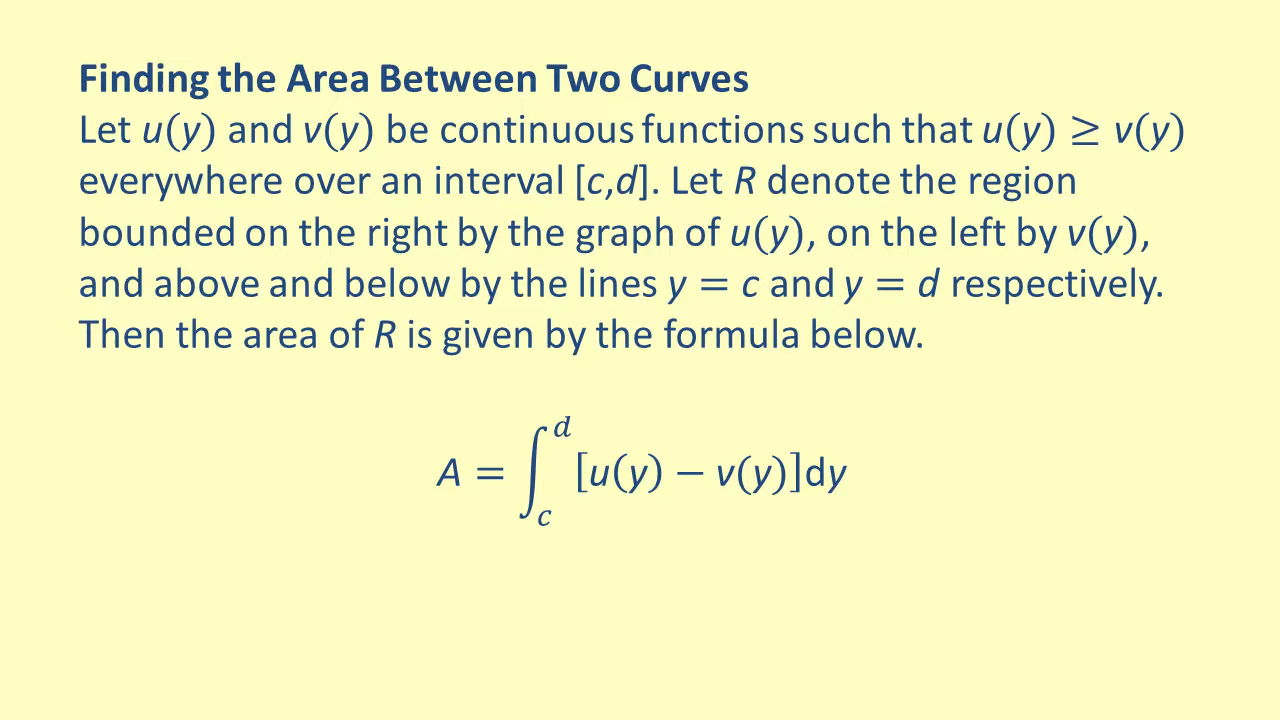 Finding the Area Between Two Curves
Let u(y) and v(y) be continuous functions such that u(y) ≥ v(y)
everywhere over an interval [c,d]. Let R denote the region
bounded on the right by the graph of u(y), on the left by v(y),
and above and below by the lines y = c and y = d respectively.
Then the area of R is given by the formula below.
A = ∫_c^d [u(y) − v(y)]dy